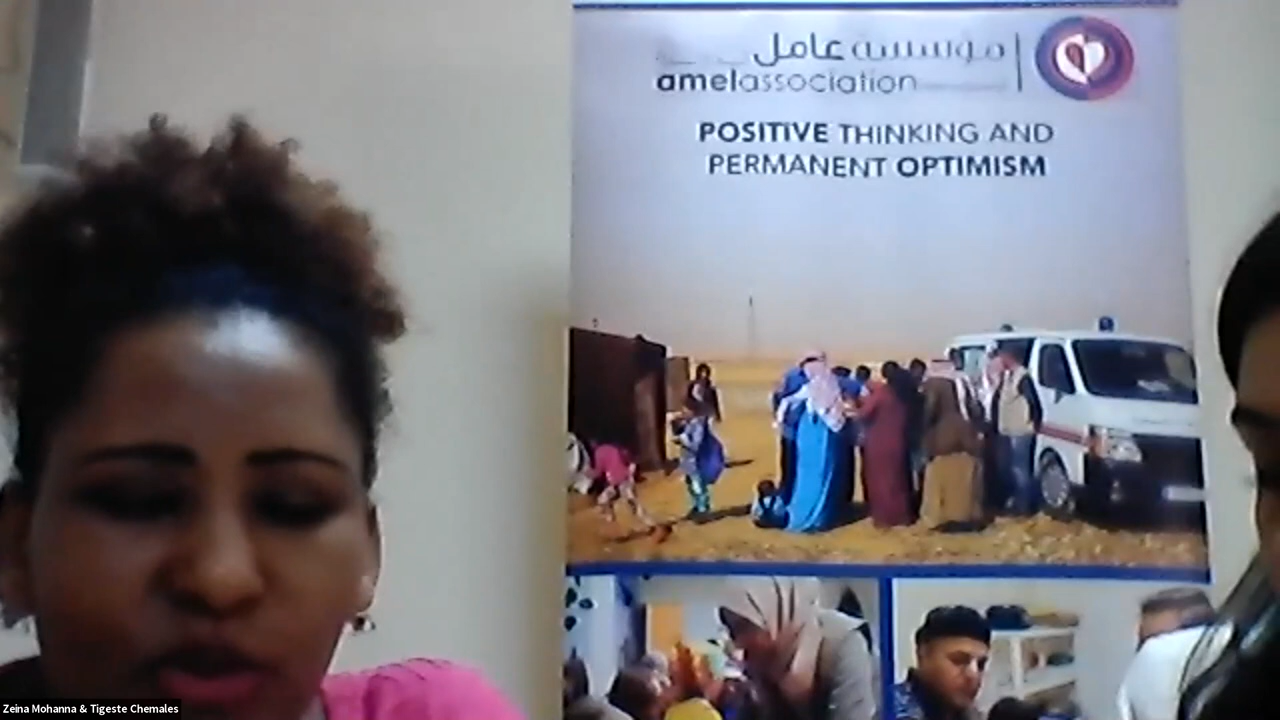 مؤسسة عامل
amelassociation
POSITIVE THINKING AND
PERMANENT OPTIMISM
Zeina Mohanna & Tigeste Chemales